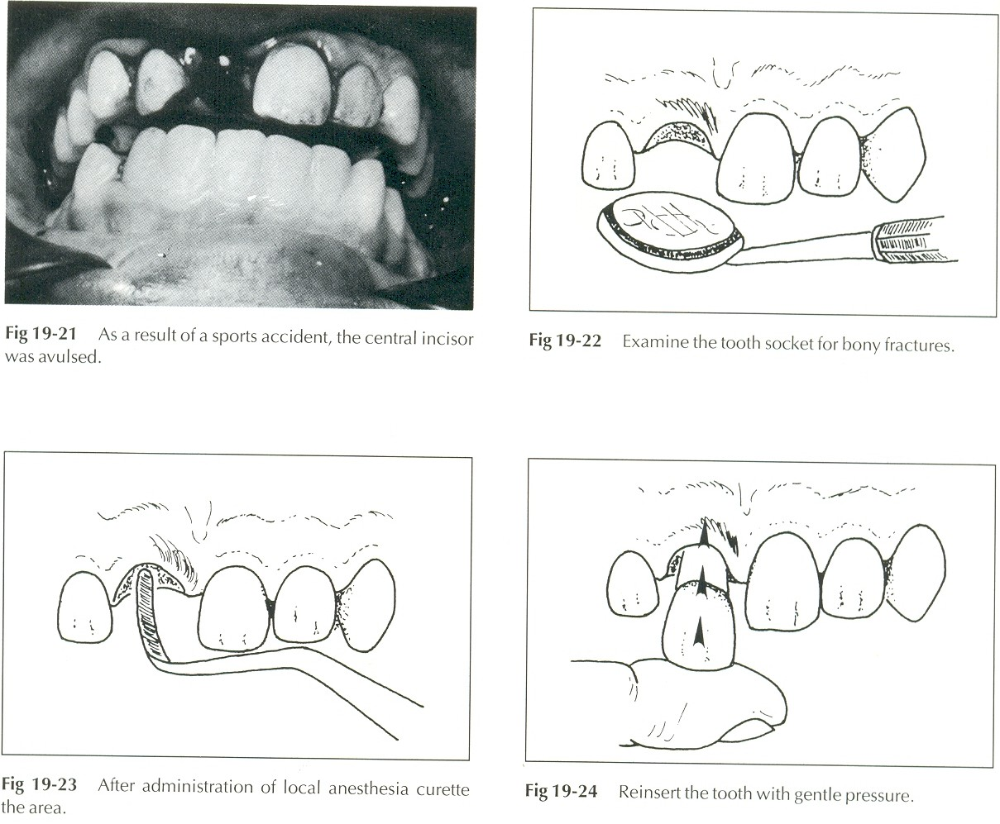 Fig 19-21 As a result of a sports accident, the central incisor
was avulsed.
Fig 19-22 Examine the tooth socket for bony fractures.
Fig 19-23 After administration of local anesthesia curette
the area.
Fig 19-24 Reinsert the tooth with gentle pressure.